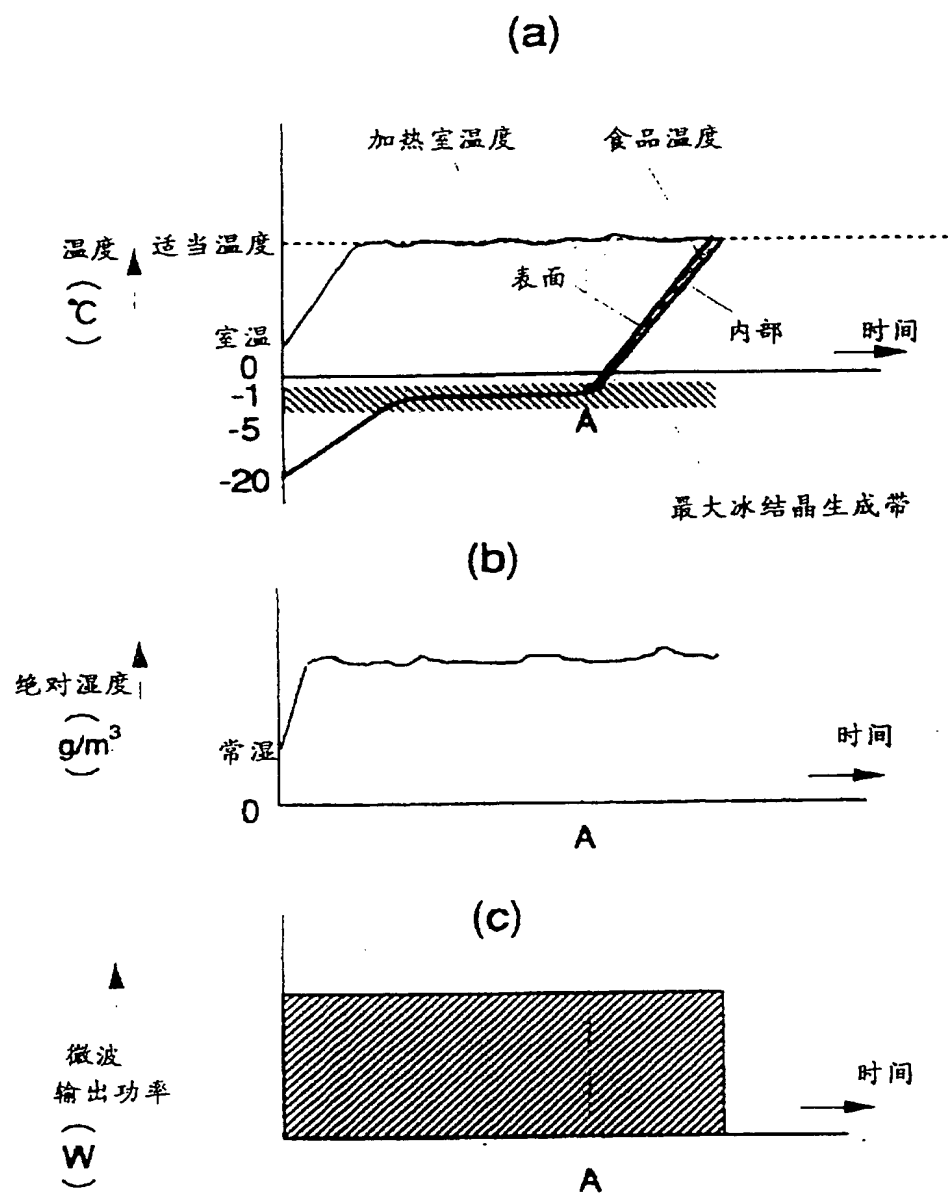 (a)
加热室温度
食品温度
温度
(℃)
适当温度
表面
内部
时间
室温
0
-1
-5
-20
A
最大冰结晶生成带
(b)
绝对湿度
(g/m³)
常湿
时间
0
A
(c)
微波
输出功率
(W)
时间
A